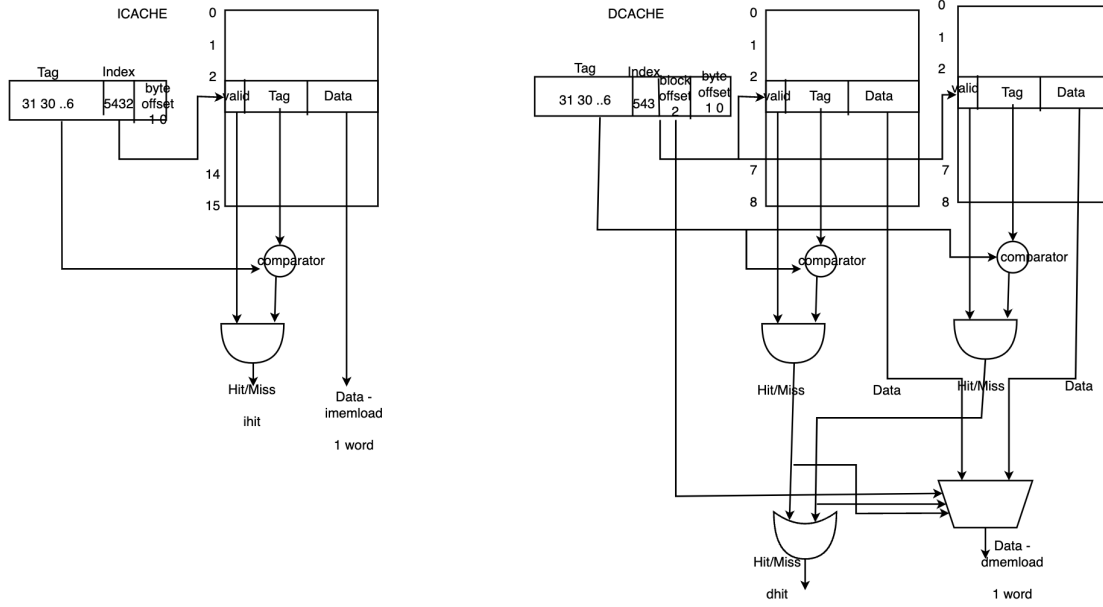 ICACHE
0
1
2
Tag
Index
31 30 ..6
5432
byte
offset
1 0
valid
Tag
Data
14
15
comparator
Hit/Miss
ihit
Data -
imemload
1 word
DCACHE
0
1
2
Tag
Index
31 30 ..6
543
block
offset
2
byte
offset
1 0
valid
Tag
Data
7
8
comparator
Hit/Miss
Data
0
1
2
valid
Tag
Data
7
8
comparator
Hit/Miss
Data
Hit/Miss
dhit
Data -
dmemload
1 word